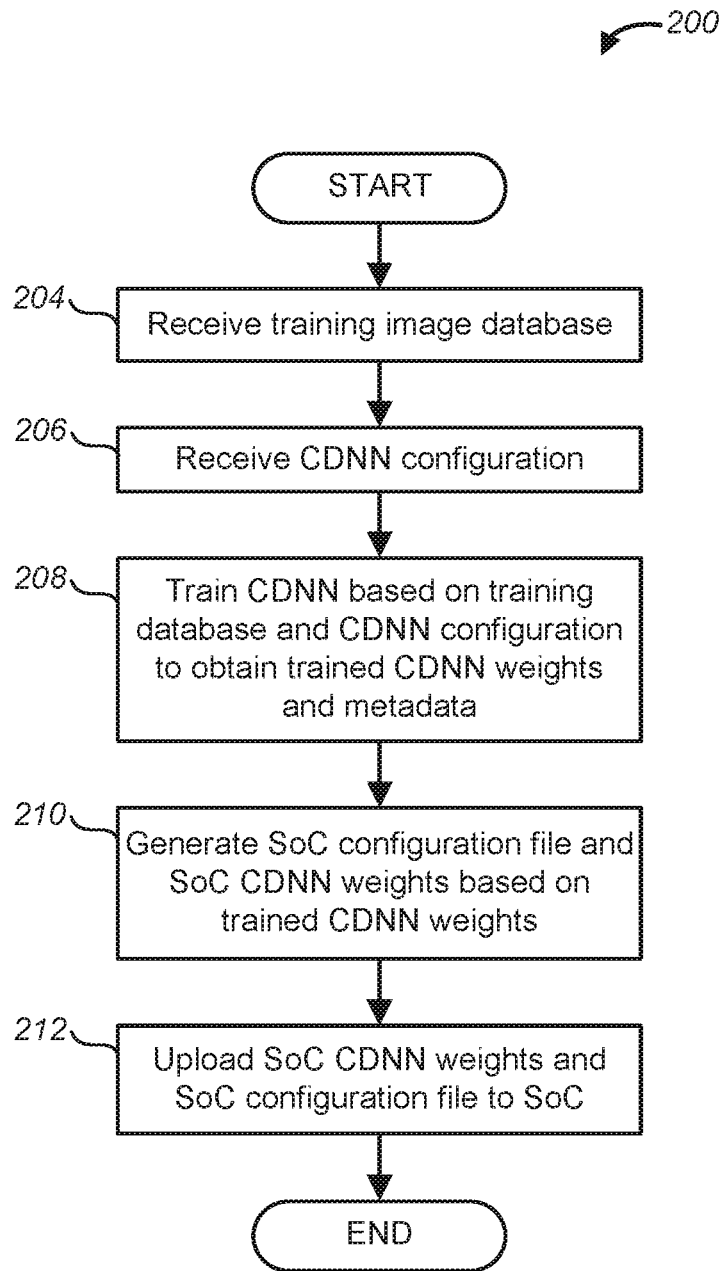 200
START
204
Receive training image database
206
Receive CDNN configuration
208
Train CDNN based on training
database and CDNN configuration
to obtain trained CDNN weights
and metadata
210
Generate SoC configuration file and
SoC CDNN weights based on
trained CDNN weights
212
Upload SoC CDNN weights and
SoC configuration file to SoC
END